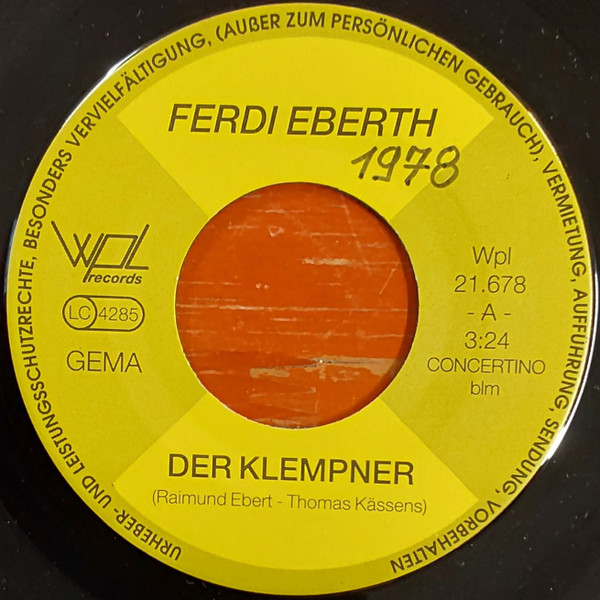 URHEBER- UND LEISTUNGSSCHUTZRECHTE, BESONDERS VERVIELFÄLTIGUNG, (AUßER ZUM PERSÖNLICHEN GEBRAUCH), VERMIETUNG, AUFFÜHRUNG, SENDUNG, VORBEHALTEN
FERDI EBERTH
1978
WPL
records
LC 4285
GEMA
Wpl
21.678
- A -
3:24
CONCERTINO
blm
DER KLEMPNER
(Raimund Ebert - Thomas Kässens)